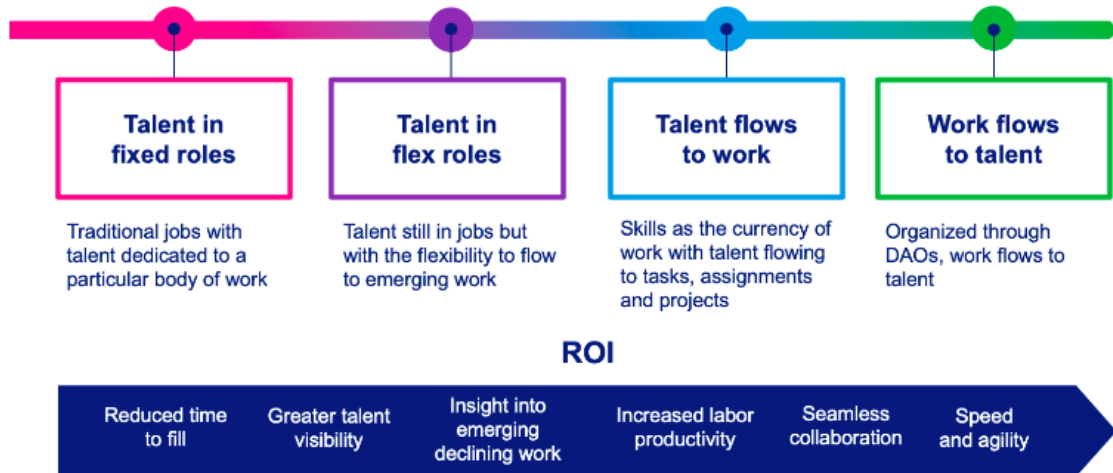 Talent in
fixed roles
Talent in
flex roles
Talent flows
to work
Work flows
to talent
Traditional jobs with
talent dedicated to a
particular body of work
Talent still in jobs but
with the flexibility to flow
to emerging work
Skills as the currency of
work with talent flowing
to tasks, assignments
and projects
Organized through
DAOs, work flows to
talent
ROI
Reduced time
to fill
Greater talent
visibility
Insight into
emerging
declining work
Increased labor
productivity
Seamless
collaboration
Speed
and agility